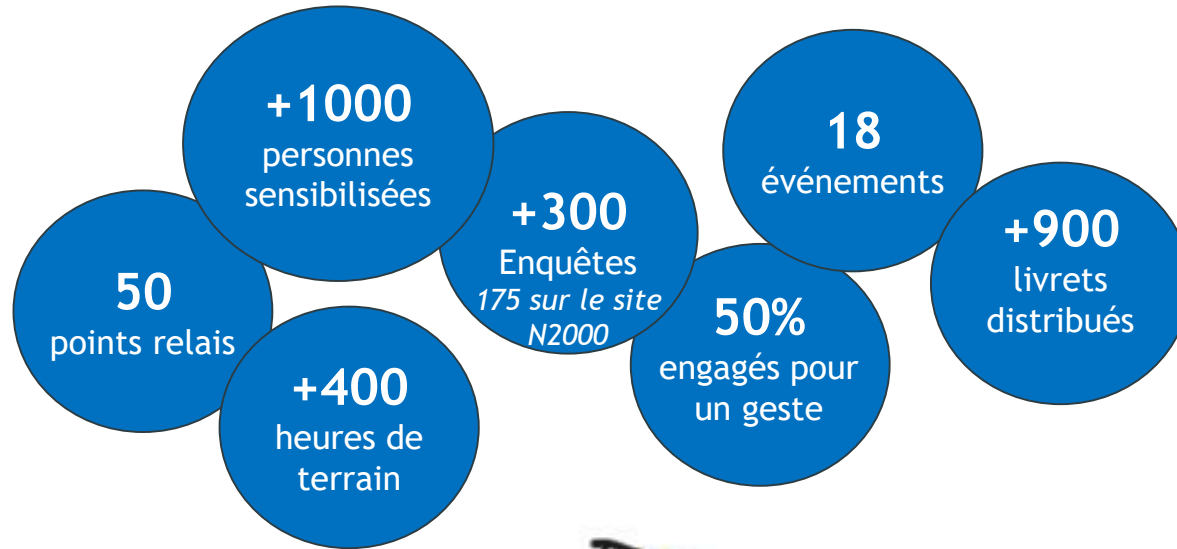 +1000
personnes
sensibilisées
18
événements
+300
Enquêtes
175 sur le site
N2000
+900
livrets
distribués
50
points relais
50%
engagés pour
un geste
+400
heures de
terrain